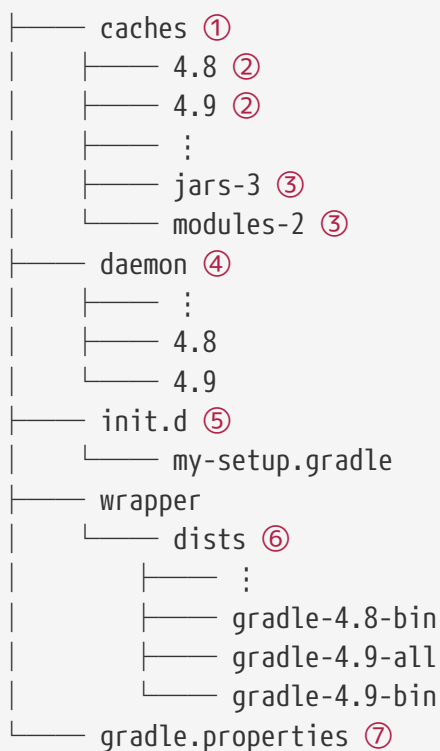 ├── caches ①
│   ├── 4.8 ②
│   ├── 4.9 ②
│   ├── ⋮
│   ├── jars-3 ③
│   └── modules-2 ③
├── daemon ④
│   ├── ⋮
│   ├── 4.8
│   └── 4.9
├── init.d ⑤
│   └── my-setup.gradle
├── wrapper
│   └── dists ⑥
│       ├── ⋮
│       ├── gradle-4.8-bin
│       ├── gradle-4.9-all
│       └── gradle-4.9-bin
└── gradle.properties ⑦